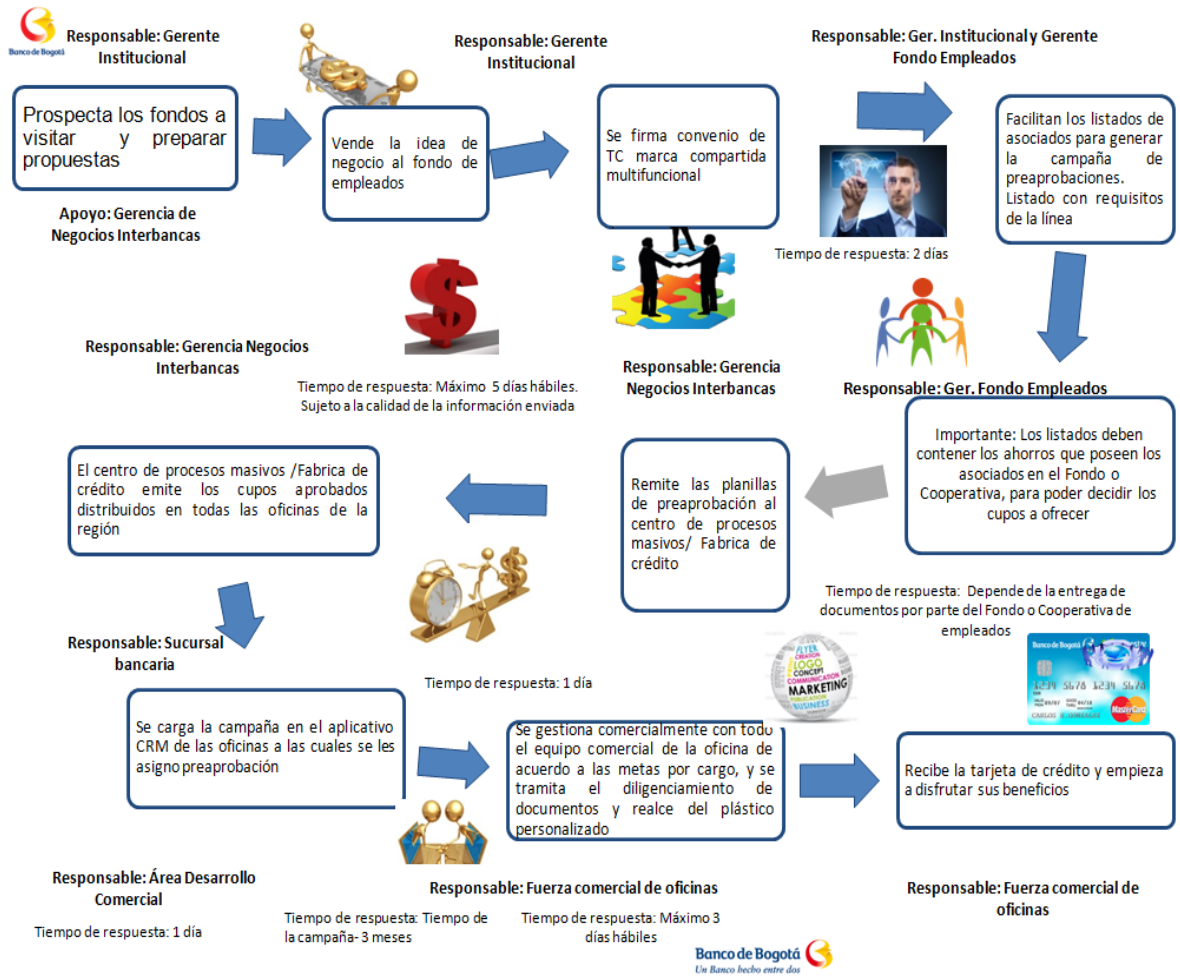 Banco de Bogotá
Responsable: Gerente
Institucional
Responsable: Gerente
Institucional
Responsable: Ger. Institucional y Gerente
Fondo Empleados
Prospecta los fondos a
visitar y preparar
propuestas
Vende la idea de
negocio al fondo de
empleados
Se firma convenio de
TC marca compartida
multifuncional
Facilitan los listados de
asociados para generar
la campaña de
preaprobaciones.
Listado con requisitos
de la línea
Apoyo: Gerencia de
Negocios Interbancas
Tiempo de respuesta: 2 días
Responsable: Gerencia Negocios
Interbancas
Tiempo de respuesta: Máximo 5 días hábiles.
Sujeto a la calidad de la información enviada
Responsable: Gerencia
Negocios Interbancas
Responsable: Ger. Fondo Empleados
Importante: Los listados deben
contener los ahorros que poseen los
asociados en el Fondo o
Cooperativa, para poder decidir los
cupos a ofrecer
Remite las planillas
de preaprobación al
centro de procesos
masivos/ Fabrica de
crédito
El centro de procesos masivos /Fabrica de
crédito emite los cupos aprobados
distribuidos en todas las oficinas de la
región
Tiempo de respuesta: Depende de la entrega de
documentos por parte del Fondo o Cooperativa de
empleados
Responsable: Sucursal
bancaria
Tiempo de respuesta: 1 día
FLYER
CREATION
LOGO
CONCEPT
COMMUNICATION
MARKETING
PUBLICATION
BUSINESS
Banco de Bogotá
1234 5678 1234 5678
MasterCard
Se carga la campaña en el aplicativo
CRM de las oficinas a las cuales se les
asigno preaprobación
Se gestiona comercialmente con todo
el equipo comercial de la oficina de
acuerdo a las metas por cargo, y se
tramita el diligenciamiento de
documentos y realce del plástico
personalizado
Recibe la tarjeta de crédito y empieza
a disfrutar sus beneficios
Responsable: Área Desarrollo
Comercial
Tiempo de respuesta: 1 día
Responsable: Fuerza comercial de oficinas
Tiempo de respuesta: Tiempo de
la campaña- 3 meses
Tiempo de respuesta: Máximo 3
días hábiles
Responsable: Fuerza comercial de
oficinas
Banco de Bogotá
Un Banco hecho entre dos